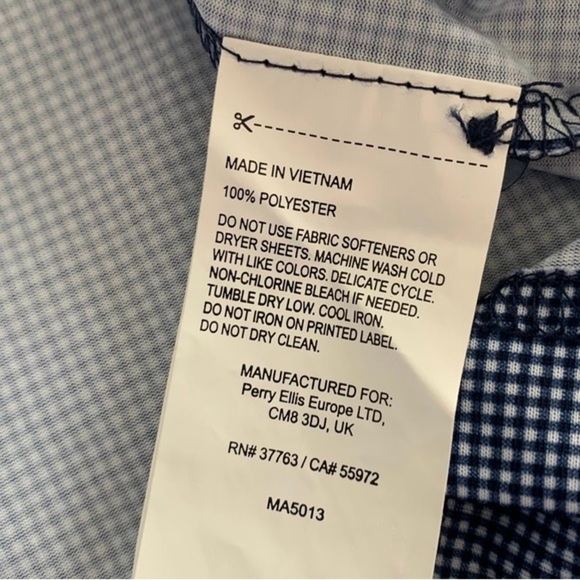 MADE IN VIETNAM
100% POLYESTER
DO NOT USE FABRIC SOFTENERS OR
DRYER SHEETS. MACHINE WASH COLD
WITH LIKE COLORS. DELICATE CYCLE.
NON-CHLORINE BLEACH IF NEEDED.
TUMBLE DRY LOW. COOL IRON.
DO NOT IRON ON PRINTED LABEL.
DO NOT DRY CLEAN.
MANUFACTURED FOR:
Perry Ellis Europe LTD,
CM8 3DJ, UK
RN# 37763 / CA# 55972
MA5013